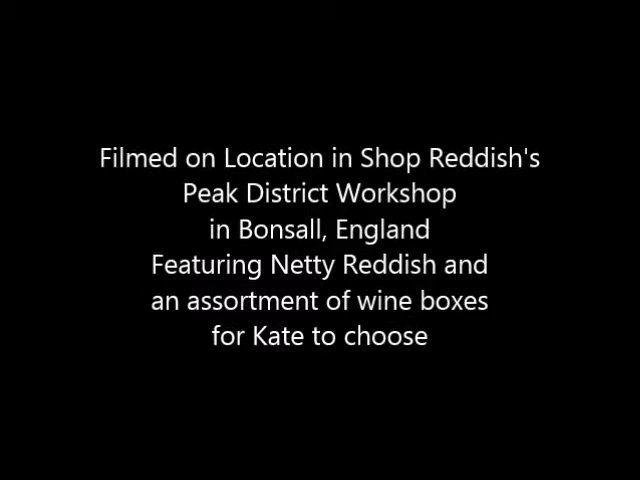 Filmed on Location in Shop Reddish's
Peak District Workshop
in Bonsall, England
Featuring Netty Reddish and
an assortment of wine boxes
for Kate to choose